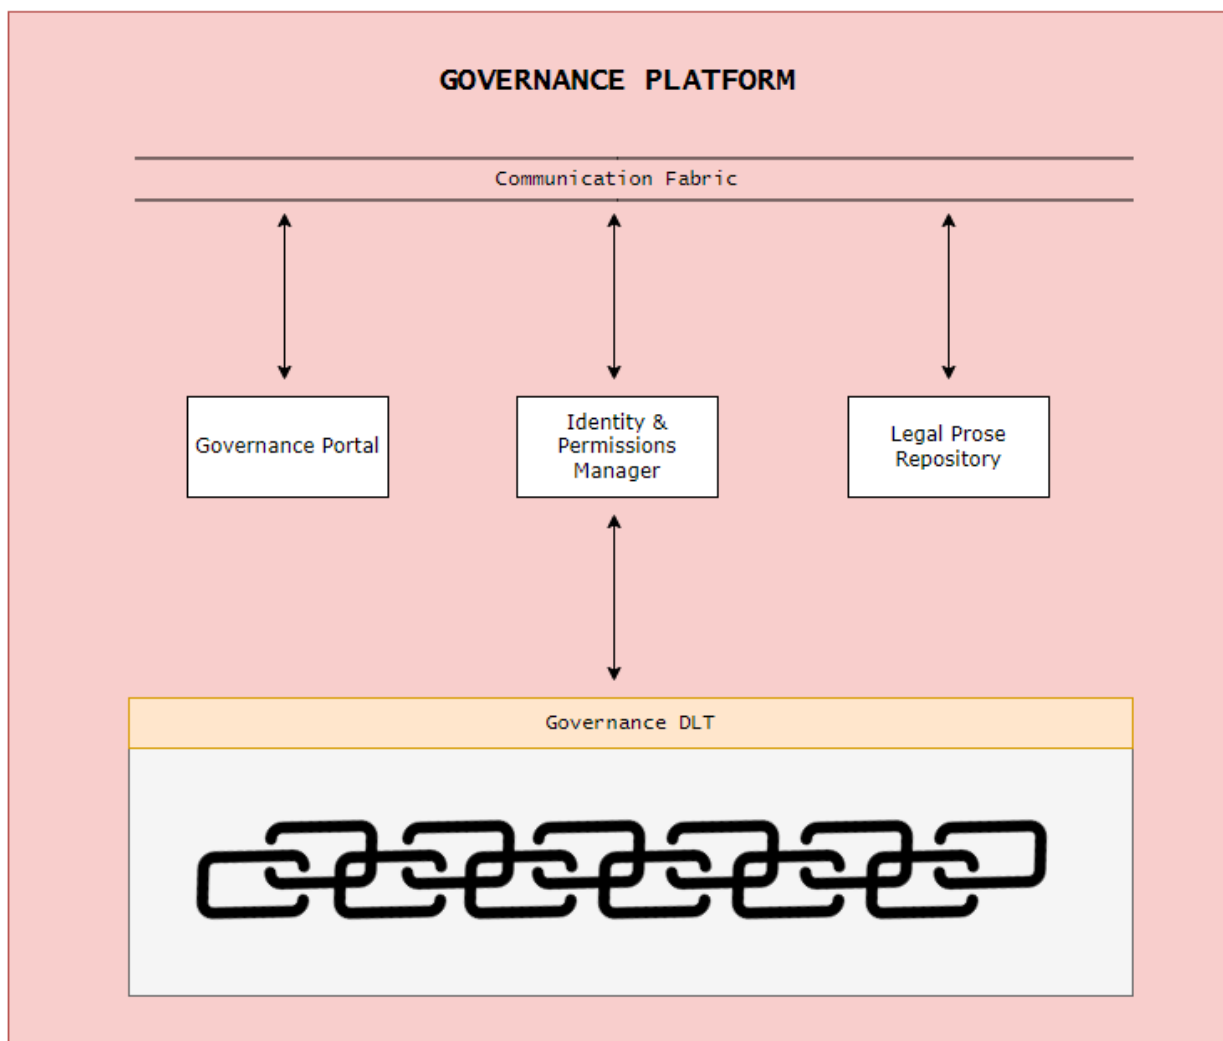 GOVERNANCE PLATFORM
Communication Fabric
Governance Portal
Identity &
Permissions
Manager
Legal Prose
Repository
Governance DLT